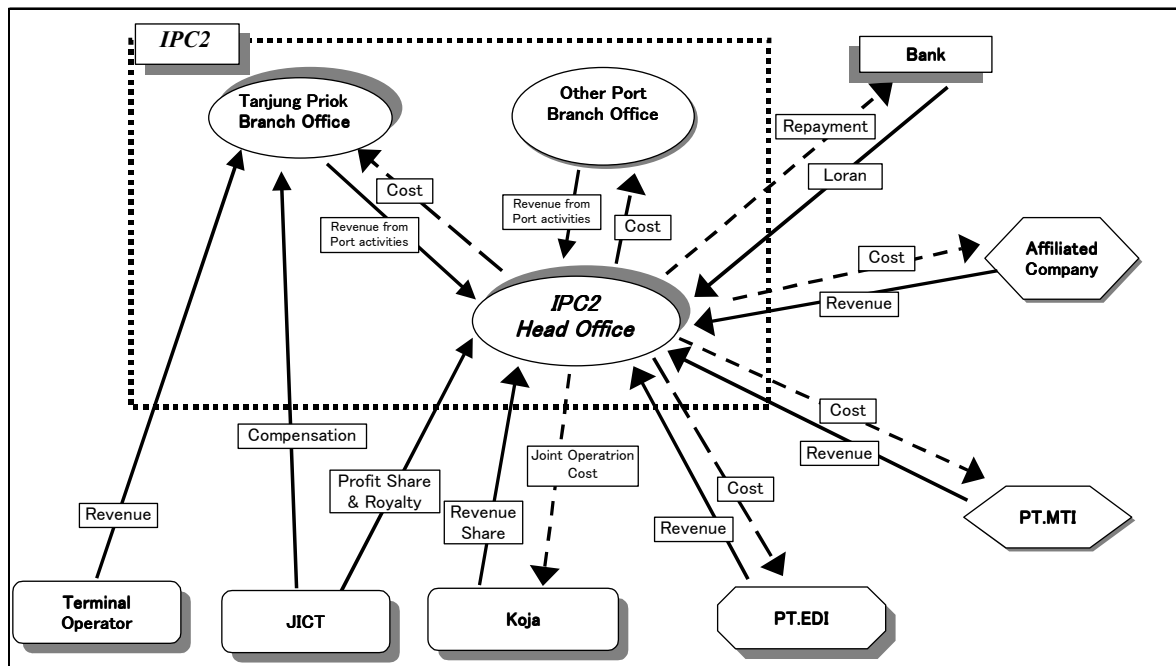 IPC2
Bank
Tanjung Priok
Branch Office
Other Port
Branch Office
Repayment
Loran
Cost
Revenue from
Port activities
Revenue from
Port activities
Cost
Cost
Affiliated
Company
Revenue
IPC2
Head Office
Cost
Revenue
Compensation
Joint Operatrion
Cost
Profit Share
& Royalty
Cost
Revenue
Revenue
Share
Revenue
PT.MTI
Terminal
Operator
JICT
Koja
PT.EDI